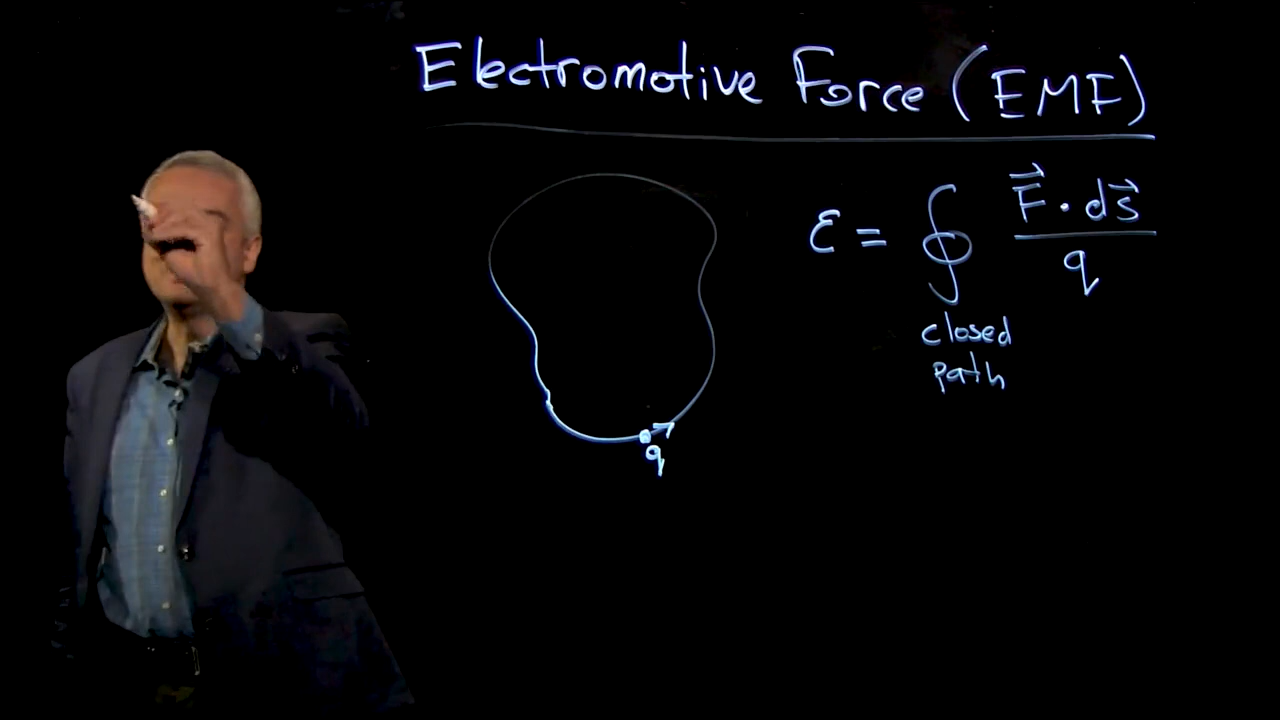 Electromotive Force (EMF)
ε = ∮ F⃗ · ds⃗ / q
closed
path
q